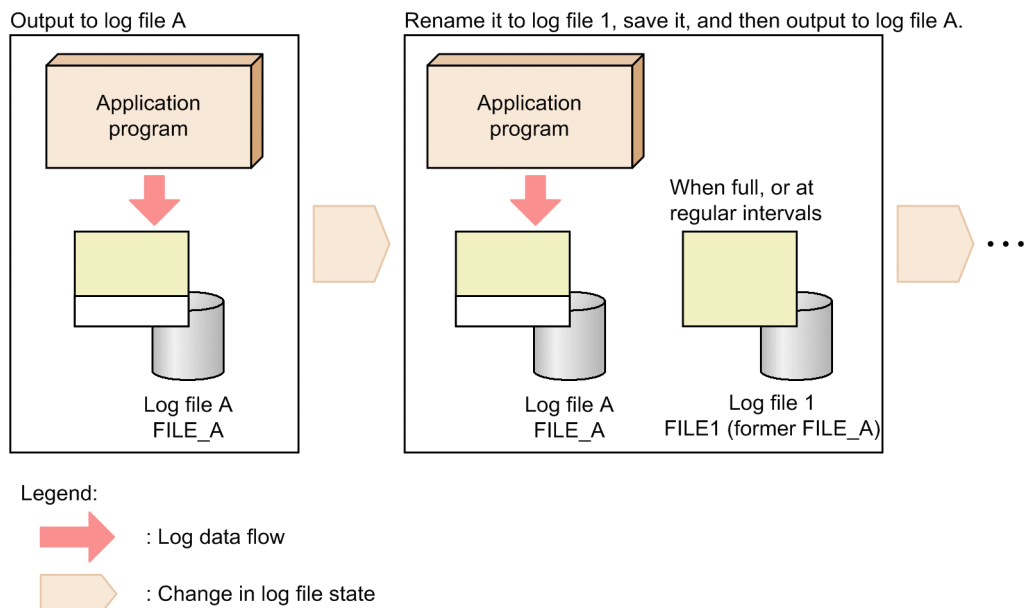 Output to log file A
Rename it to log file 1, save it, and then output to log file A.
Application
program
Application
program
When full, or at
regular intervals
...
Log file A
FILE_A
Log file A
FILE_A
Log file 1
FILE1 (former FILE_A)
Legend:
: Log data flow
: Change in log file state